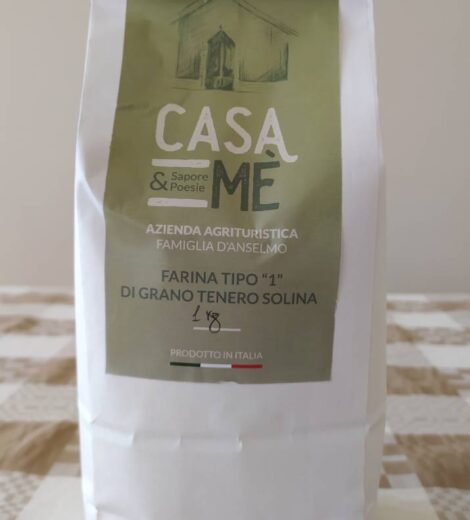 CASA
& Sapore Poesie MÈ
AZIENDA AGRITURISTICA
FAMIGLIA D'ANSELMO
FARINA TIPO "1"
DI GRANO TENERO SOLINA
1 kg
PRODOTTO IN ITALIA